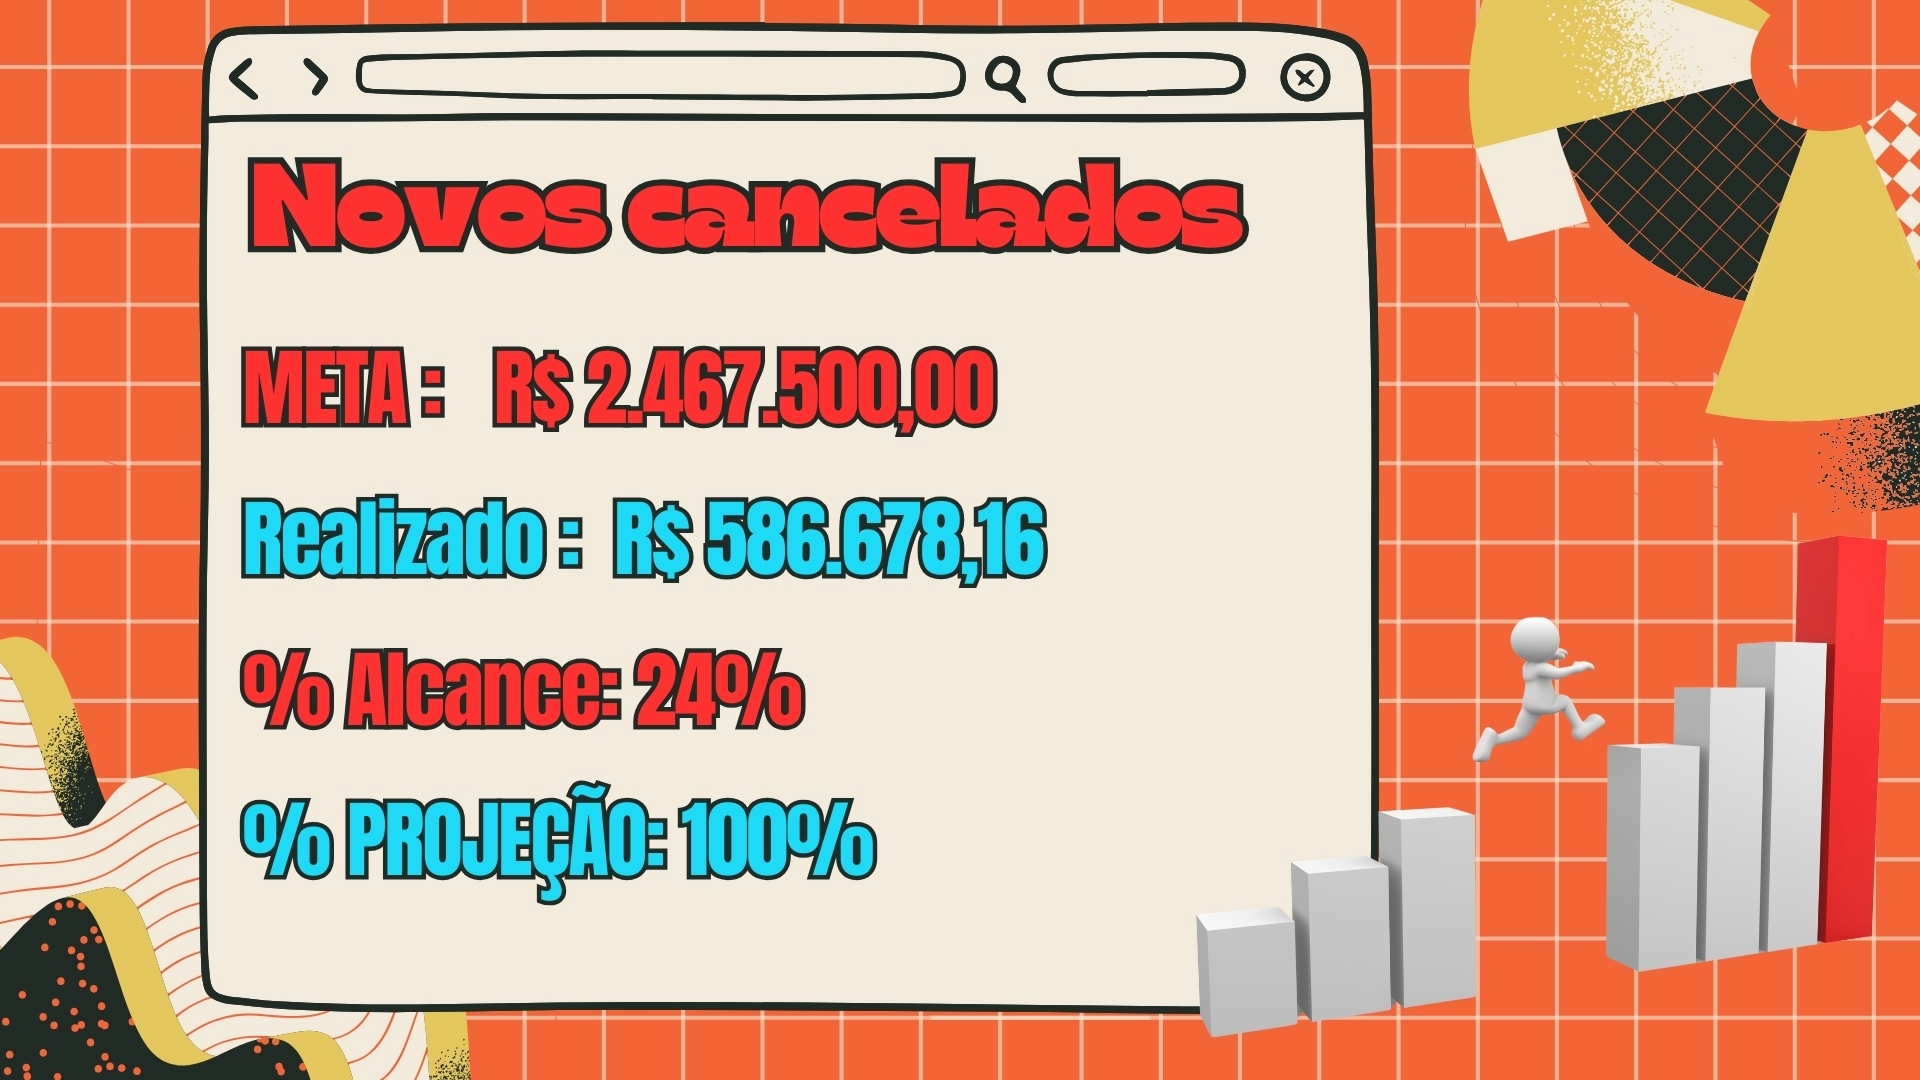 Novos cancelados
META : R$ 2.467.500,00
Realizado : R$ 586.678,16
% Alcance: 24%
% PROJEÇÃO: 100%